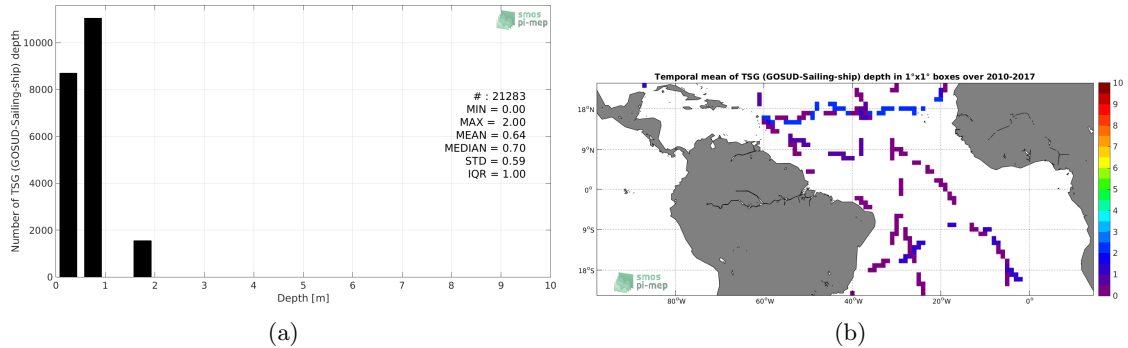 smos
pi-mep
Number of TSG (GOSUD-Sailing-ship) depth
10000
8000
6000
4000
2000
0
# : 21283
MIN = 0.00
MAX = 2.00
MEAN = 0.64
MEDIAN = 0.70
STD = 0.59
IQR = 1.00
0 1 2 3 4 5 6 7 8 9 10
Depth [m]
(a)
Temporal mean of TSG (GOSUD-Sailing-ship) depth in 1°x1° boxes over 2010-2017
18°N
9°N
0°
9°S
18°S
80°W 60°W 40°W 20°W 0°
10
9
8
7
6
5
4
3
2
1
0
smos
pi-mep
(b)